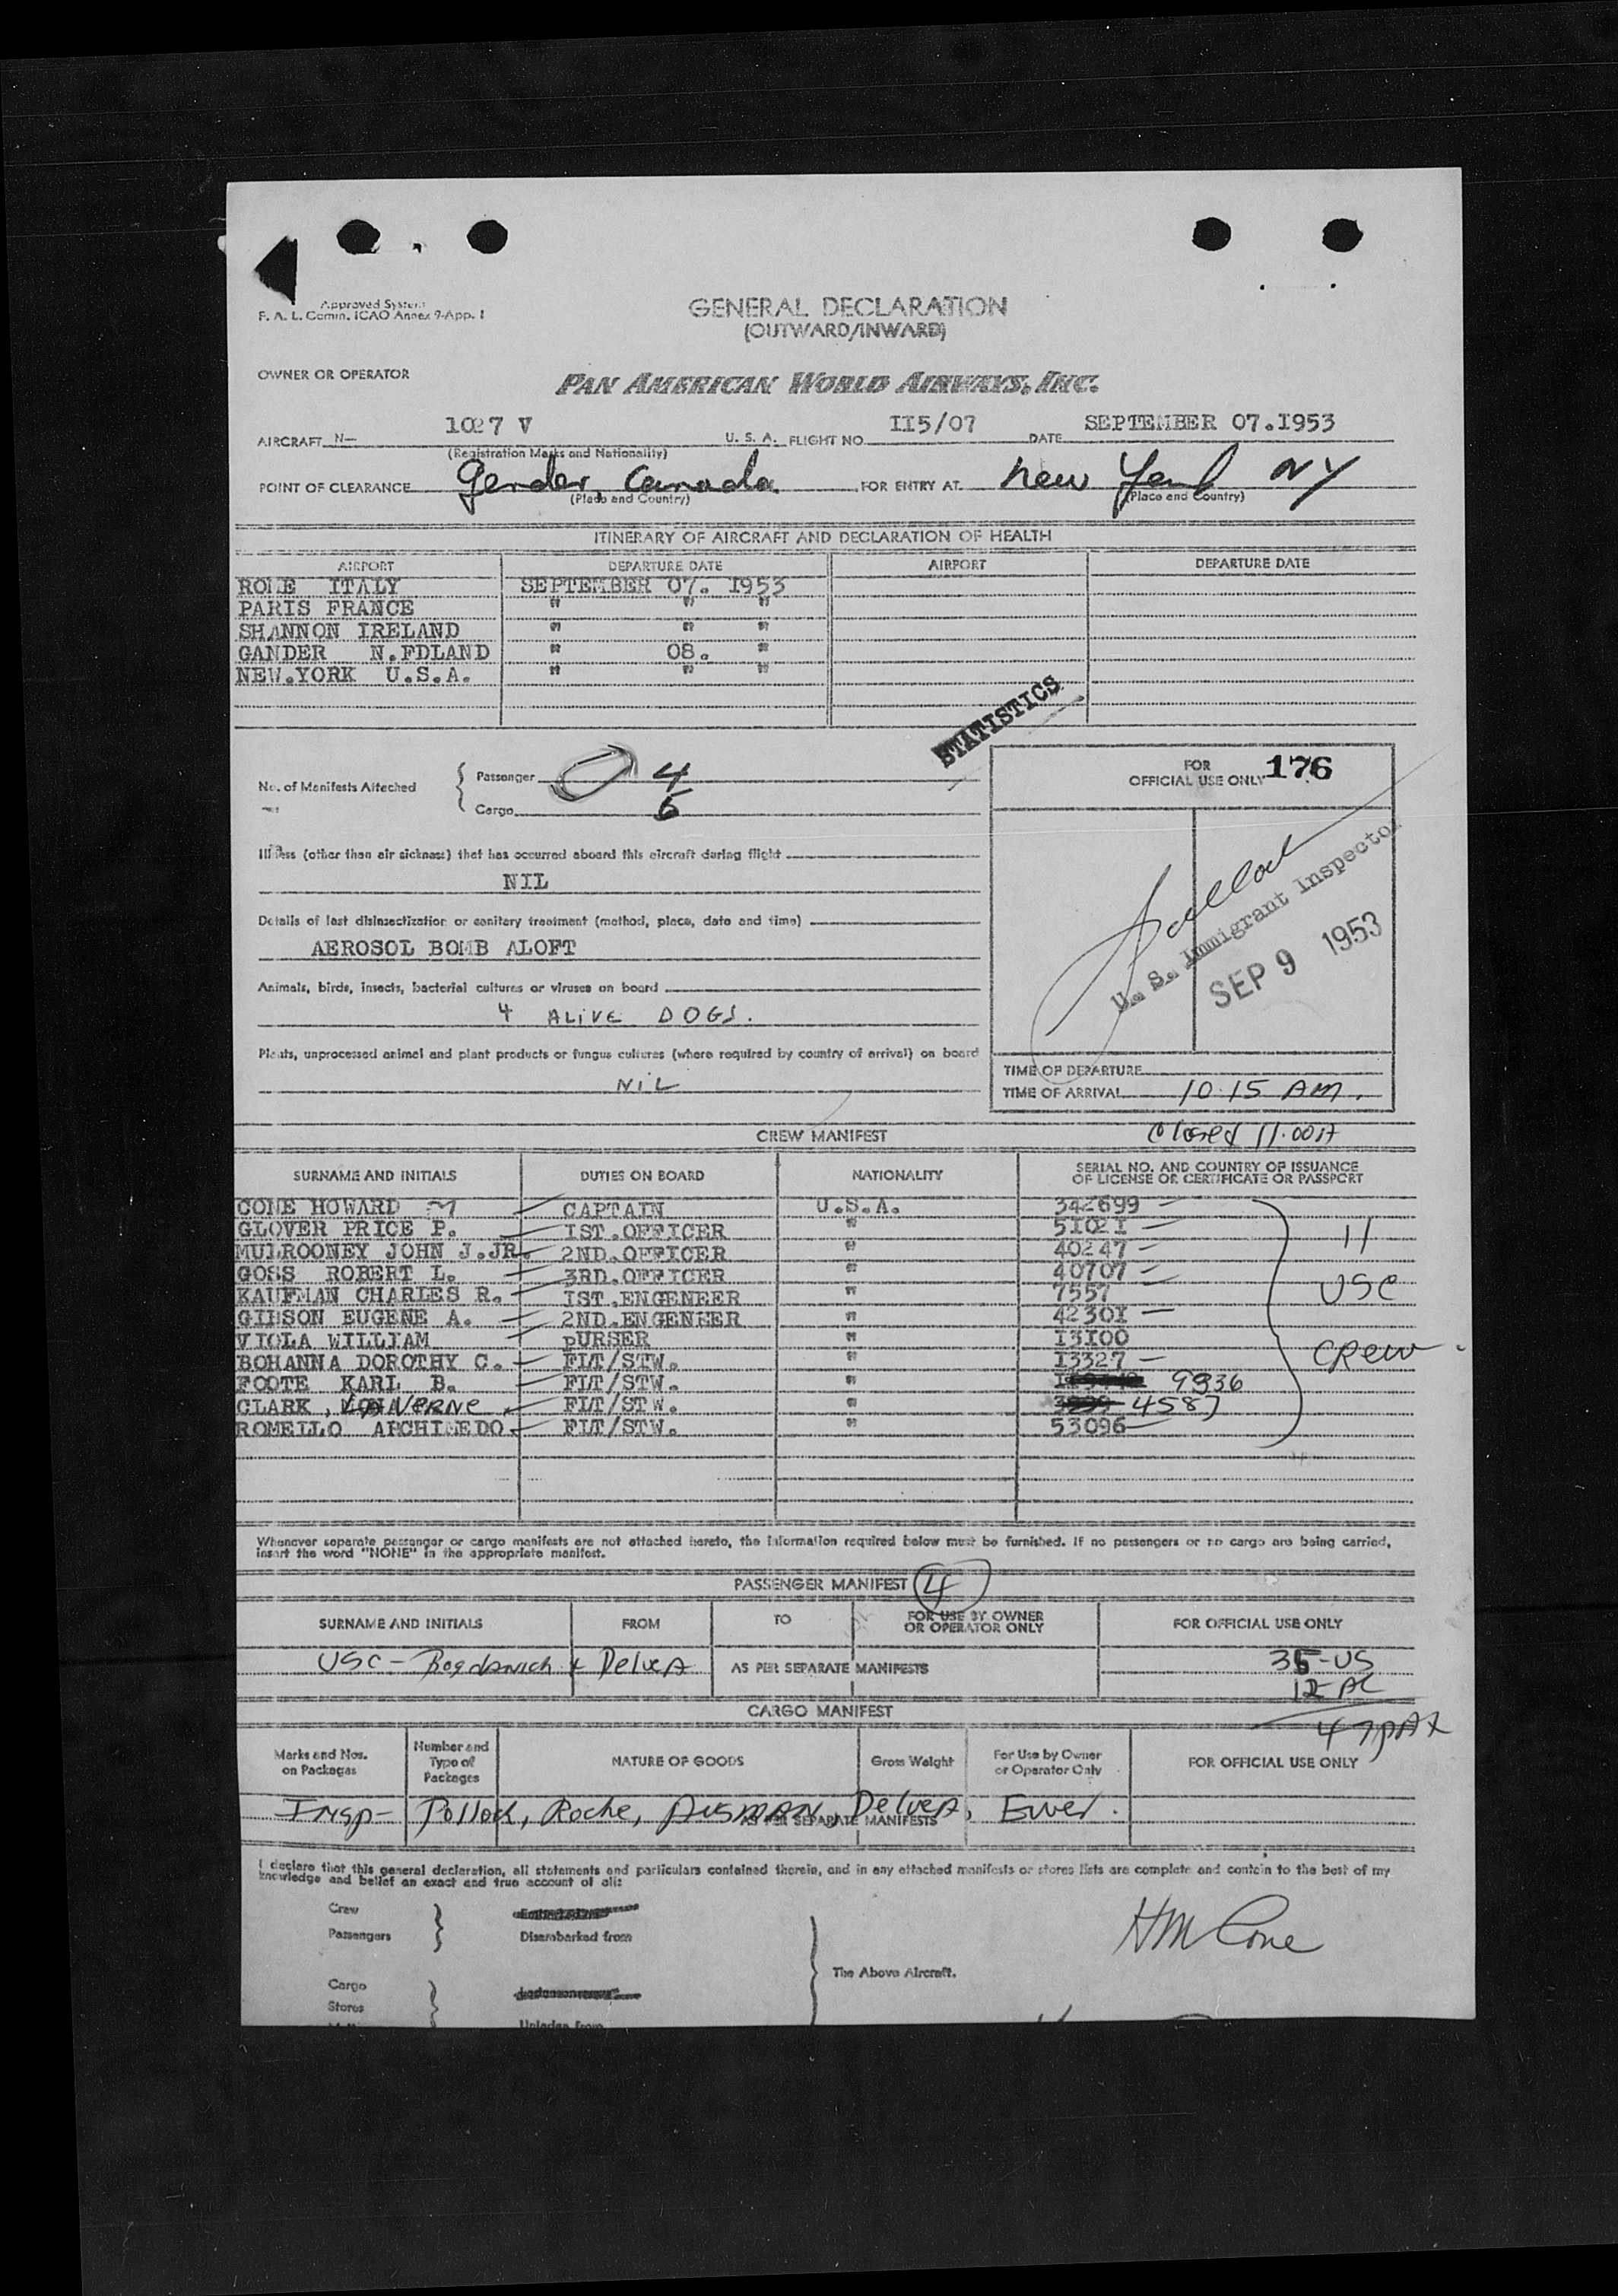 Approved System
F. A. L. Comm. ICAO Annex 9-App. 1
GENERAL DECLARATION
(OUTWARD/INWARD)
OWNER OR OPERATOR
PAN AMERICAN WORLD AIRWAYS, INC.
AIRCRAFT N- 1027 V U. S. A. FLIGHT NO. II5/07 DATE SEPTEMBER 07.1953
(Registration Marks and Nationality)
POINT OF CLEARANCE Gander, Canada FOR ENTRY AT New York NY
(Place and Country) (Place and Country)
ITINERARY OF AIRCRAFT AND DECLARATION OF HEALTH
AIRPORT DEPARTURE DATE AIRPORT DEPARTURE DATE
ROME ITALY SEPTEMBER 07. 1953
PARIS FRANCE " " "
SHANNON IRELAND " " "
GANDER N.FDLAND " 08. "
NEW.YORK U.S.A. " " "
STATISTICS
No. of Manifests Attached
Passenger 4
Cargo 6
FOR
OFFICIAL USE ONLY 176
Illness (other than air sickness) that has occurred aboard this aircraft during flight
NIL
Details of last disinsectization or sanitary treatment (method, place, date and time)
AEROSOL BOMB ALOFT
Animals, birds, insects, bacterial cultures or viruses on board
4 ALIVE DOGS.
Plants, unprocessed animal and plant products or fungus cultures (where required by country of arrival) on board
NIL
U. S. Immigrant Inspector
SEP 9 1953
TIME OF DEPARTURE
TIME OF ARRIVAL 10.15 AM.
Closed 11.00A
CREW MANIFEST
SURNAME AND INITIALS DUTIES ON BOARD NATIONALITY SERIAL NO. AND COUNTRY OF ISSUANCE
OF LICENSE OR CERTIFICATE OR PASSPORT
CONE HOWARD M CAPTAIN U.S.A. 342699
GLOVER PRICE P. IST.OFFICER " 5I02I
MULROONEY JOHN J.JR. 2ND.OFFICER " 40247
GOSS ROBERT L. 3RD.OFFICER " 40707
KAUFMAN CHARLES R. IST.ENGENEER " 7557
GIBSON EUGENE A. 2ND.ENGENEER " 4230I
VIOLA WILLIAM pURSER " I3I00
BOHANNA DOROTHY C. FLT/STW. " I3327
FOOTE KARL B. FLT/STW. " 9936
CLARK, LaVerne FLT/STW. " 4587
ROMELLO ARCHIMEDO FLT/STW. " 53096
11
USC
Crew
Whenever separate passenger or cargo manifests are not attached hereto, the information required below must be furnished. If no passengers or no cargo are being carried,
insert the word "NONE" in the appropriate manifest.
PASSENGER MANIFEST 4
SURNAME AND INITIALS FROM TO FOR USE BY OWNER
OR OPERATOR ONLY FOR OFFICIAL USE ONLY
USC - Bogdanich & DelveA AS PER SEPARATE MANIFESTS 35-US
12-AL
47PAX
CARGO MANIFEST
Marks and Nos.
on Packages
Number and
Type of
Packages
NATURE OF GOODS Gross Weight
For Use by Owner
or Operator Only
FOR OFFICIAL USE ONLY
Insp- Pollock, Roche, AUSMAN, DelveA, Ewer.
AS PER SEPARATE MANIFESTS
I declare that this general declaration, all statements and particulars contained therein, and in any attached manifests or stores lists are complete and contain to the best of my
knowledge and belief an exact and true account of all:
Crew
Passengers Disembarked from
Cargo
Stores
The Above Aircraft.
HM Cone
Unladen from